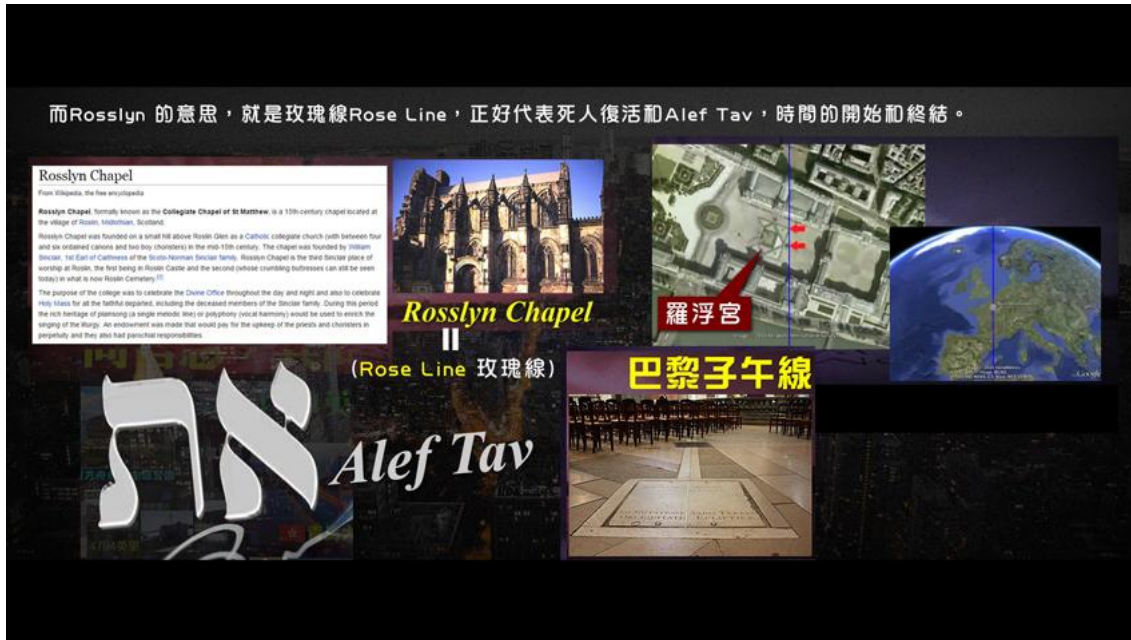 而Rosslyn 的意思，就是玫瑰線Rose Line，正好代表死人復活和Alef Tav，時間的開始和終結。
Rosslyn Chapel
From Wikipedia, the free encyclopedia
Rosslyn Chapel, formally known as the Collegiate Chapel of St Matthew, is a 15th-century chapel located at
the village of Roslin, Midlothian, Scotland.
Rosslyn Chapel was founded on a small hill above Roslin Glen as a Catholic collegiate church (with between four
and six ordained canons and two boy choristers) in the mid-15th century. The chapel was founded by William
Sinclair, 1st Earl of Caithness of the Scoto-Norman Sinclair family. Rosslyn Chapel is the third Sinclair place of
worship at Roslin, the first being in Roslin Castle and the second (whose crumbling buttresses can still be seen
today) in what is now Roslin Cemetery.[1]
The purpose of the college was to celebrate the Divine Office throughout the day and night and also to celebrate
Holy Mass for all the faithful departed, including the deceased members of the Sinclair family. During this period
the rich heritage of plainsong (a single melodic line) or polyphony (vocal harmony) would be used to enrich the
singing of the liturgy. An endowment was made that would pay for the upkeep of the priests and choristers in
perpetuity and they also had parochial responsibilities.
Rosslyn Chapel
=
(Rose Line 玫瑰線)
羅浮宮
Google
巴黎子午線
את
Alef Tav